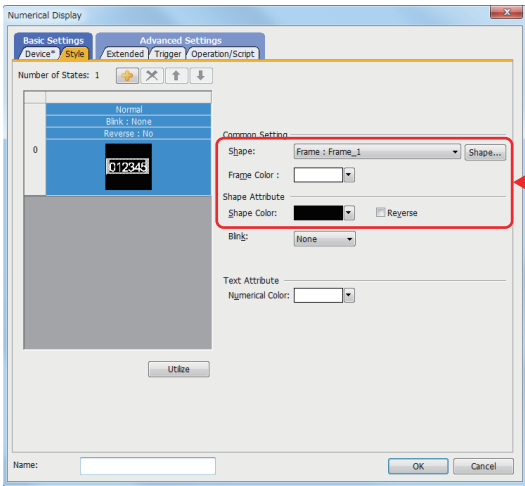 Numerical Display
Basic Settings
Advanced Settings
Device* Style Extended Trigger Operation/Script
Number of States: 1
Normal
Blink : None
Reverse : No
0
012345
Common Setting
Shape: Frame : Frame_1 Shape...
Frame Color :
Shape Attribute
Shape Color: Reverse
Blink: None
Text Attribute
Numerical Color:
Utilize
Name: OK Cancel